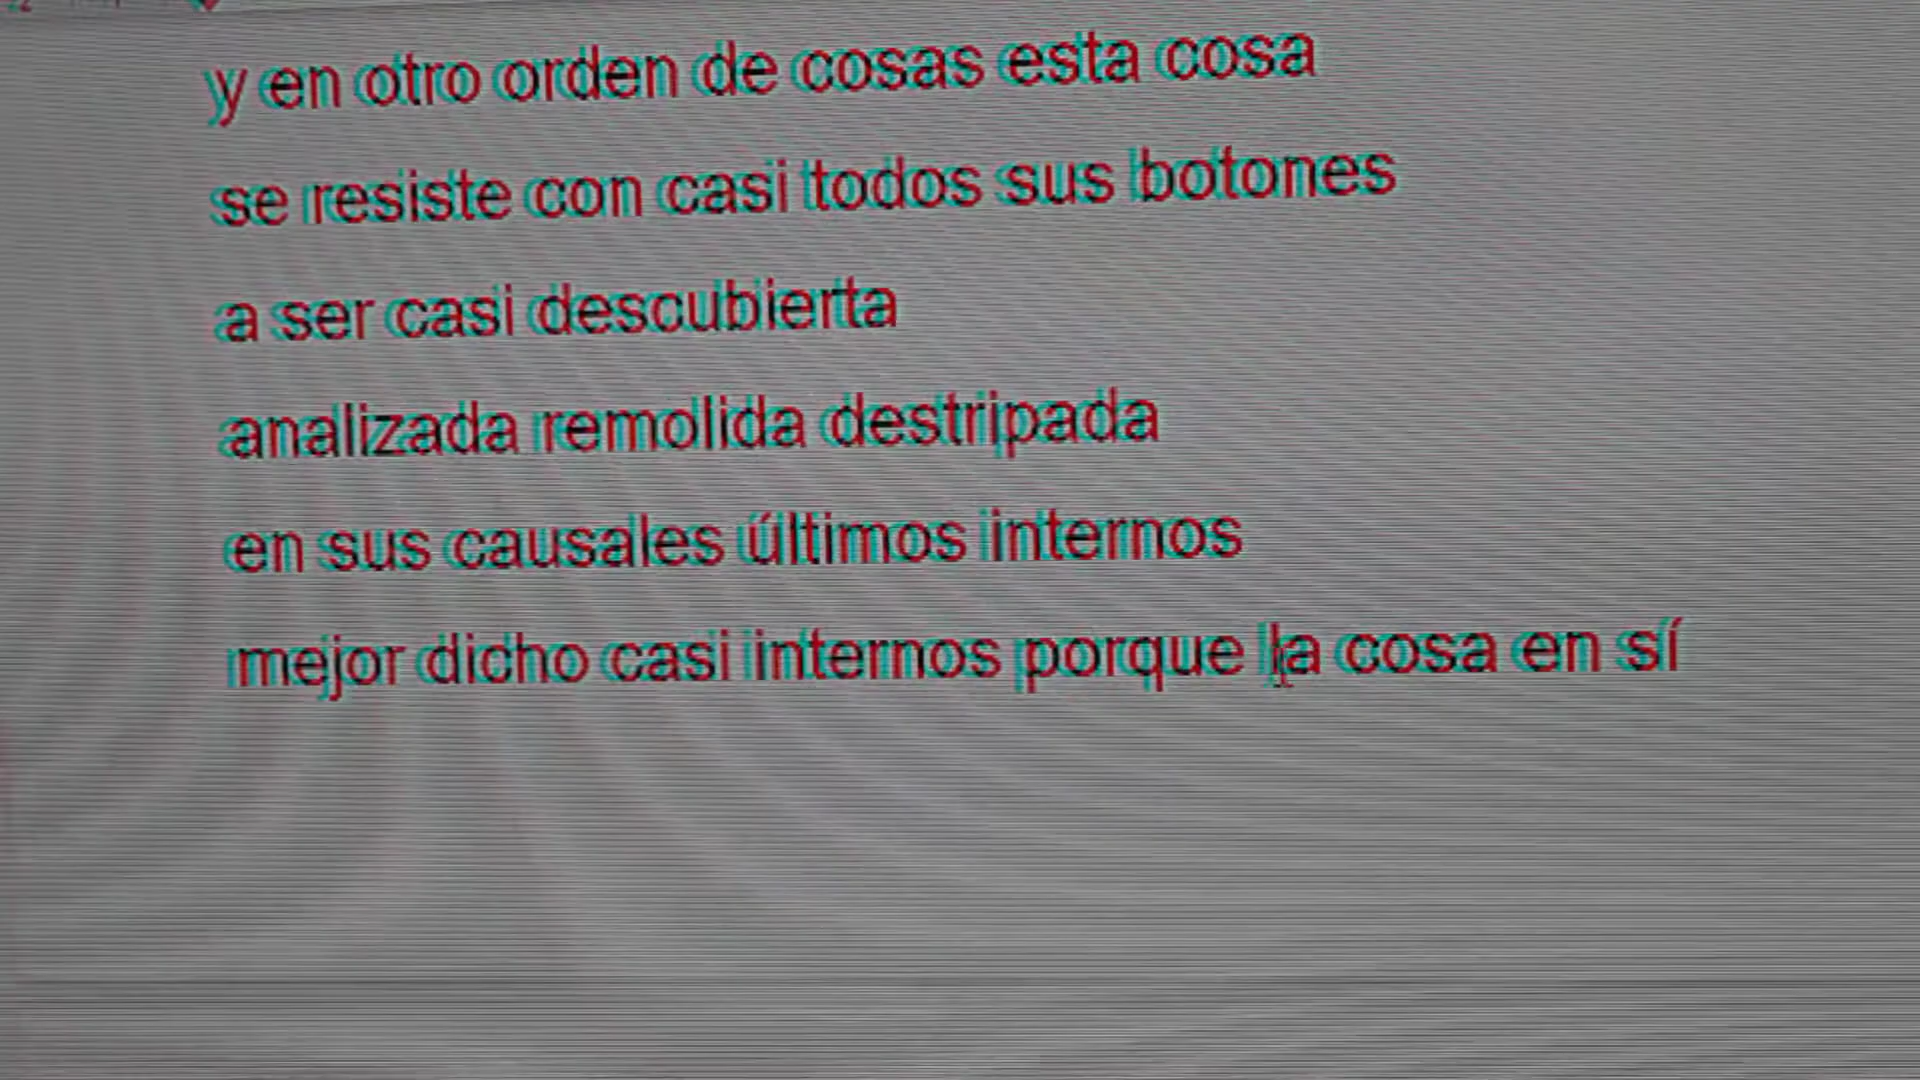 y en otro orden de cosas esta cosa
se resiste con casi todos sus botones
a ser casi descubierta
analizada remolida destripada
en sus causales últimos internos
mejor dicho casi internos porque la cosa en sí